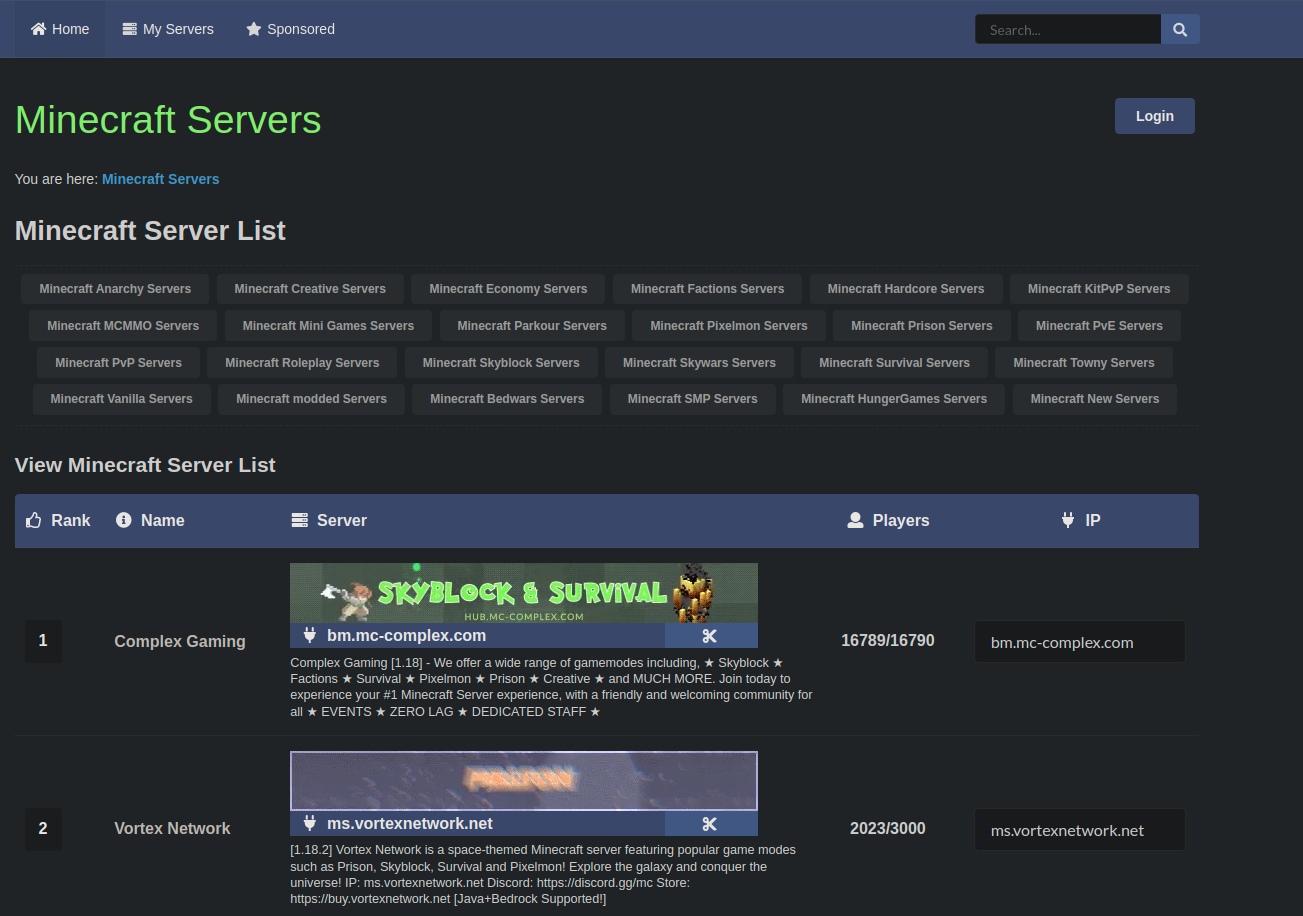 Home
My Servers
Sponsored
Search...
Minecraft Servers
Login
You are here: Minecraft Servers
Minecraft Server List
Minecraft Anarchy Servers
Minecraft Creative Servers
Minecraft Economy Servers
Minecraft Factions Servers
Minecraft Hardcore Servers
Minecraft KitPvP Servers
Minecraft MCMMO Servers
Minecraft Mini Games Servers
Minecraft Parkour Servers
Minecraft Pixelmon Servers
Minecraft Prison Servers
Minecraft PvE Servers
Minecraft PvP Servers
Minecraft Roleplay Servers
Minecraft Skyblock Servers
Minecraft Skywars Servers
Minecraft Survival Servers
Minecraft Towny Servers
Minecraft Vanilla Servers
Minecraft modded Servers
Minecraft Bedwars Servers
Minecraft SMP Servers
Minecraft HungerGames Servers
Minecraft New Servers
View Minecraft Server List
Rank
Name
Server
Players
IP
1
Complex Gaming
SKYBLOCK & SURVIVAL
HUB.MC-COMPLEX.COM
bm.mc-complex.com
Complex Gaming [1.18] - We offer a wide range of gamemodes including, ★ Skyblock ★
Factions ★ Survival ★ Pixelmon ★ Prison ★ Creative ★ and MUCH MORE. Join today to
experience your #1 Minecraft Server experience, with a friendly and welcoming community for
all ★ EVENTS ★ ZERO LAG ★ DEDICATED STAFF ★
16789/16790
bm.mc-complex.com
2
Vortex Network
ms.vortexnetwork.net
[1.18.2] Vortex Network is a space-themed Minecraft server featuring popular game modes
such as Prison, Skyblock, Survival and Pixelmon! Explore the galaxy and conquer the
universe! IP: ms.vortexnetwork.net Discord: https://discord.gg/mc Store:
https://buy.vortexnetwork.net [Java+Bedrock Supported!]
2023/3000
ms.vortexnetwork.net